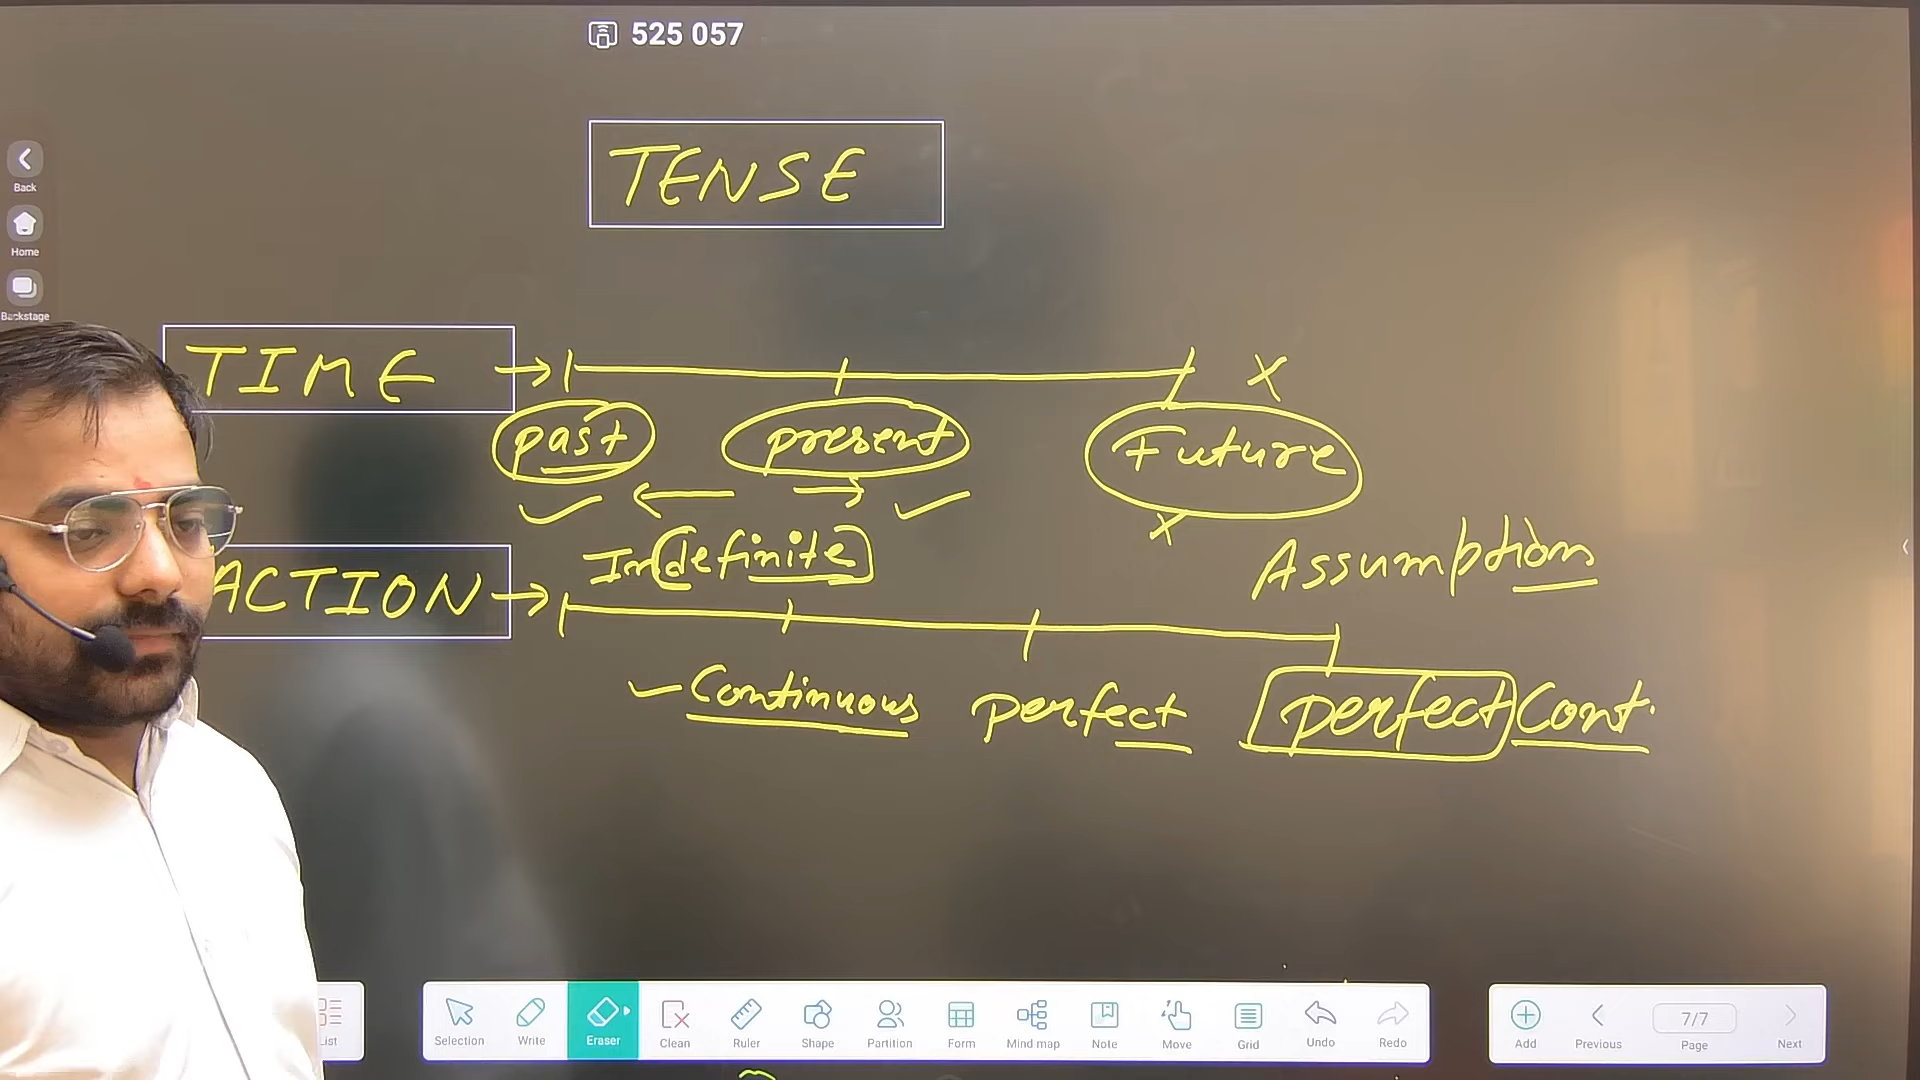 525 057
TENSE
Back
Home
Backstage
TIME → X
past present Future
X
Indefinite Assumption
ACTION →
Continuous perfect perfect Cont.
List
Selection Write Eraser Clean Ruler Shape Partition Form Mind map Note Move Grid Undo Redo
Add Previous 7/7 Page Next